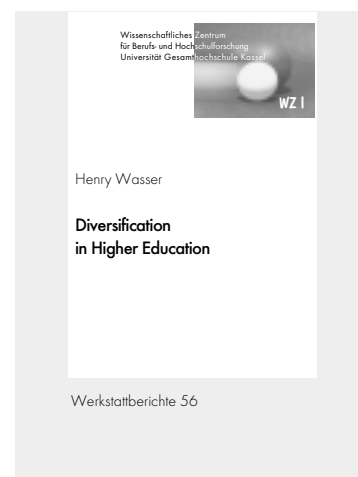 Wissenschaftliches Zentrum
für Berufs- und Hochschulforschung
Universität Gesamthochschule Kassel
WZ I
Henry Wasser
Diversification
in Higher Education
Werkstattberichte 56